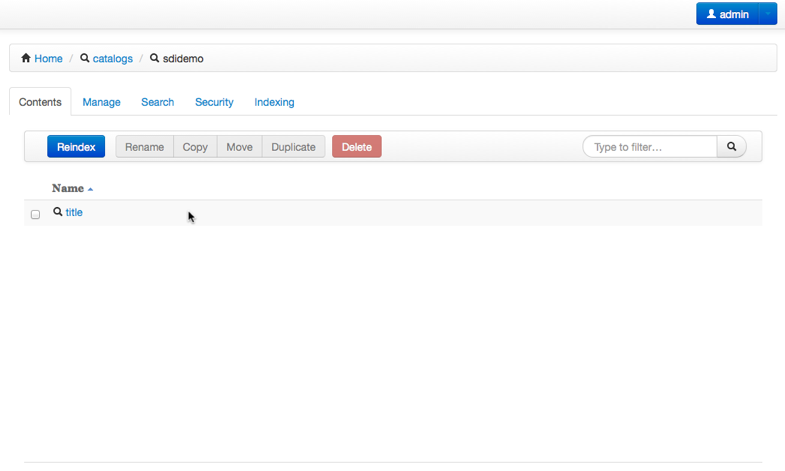 admin
Home / catalogs / sdidemo
Contents Manage Search Security Indexing
Reindex Rename Copy Move Duplicate Delete Type to filter...
Name
title